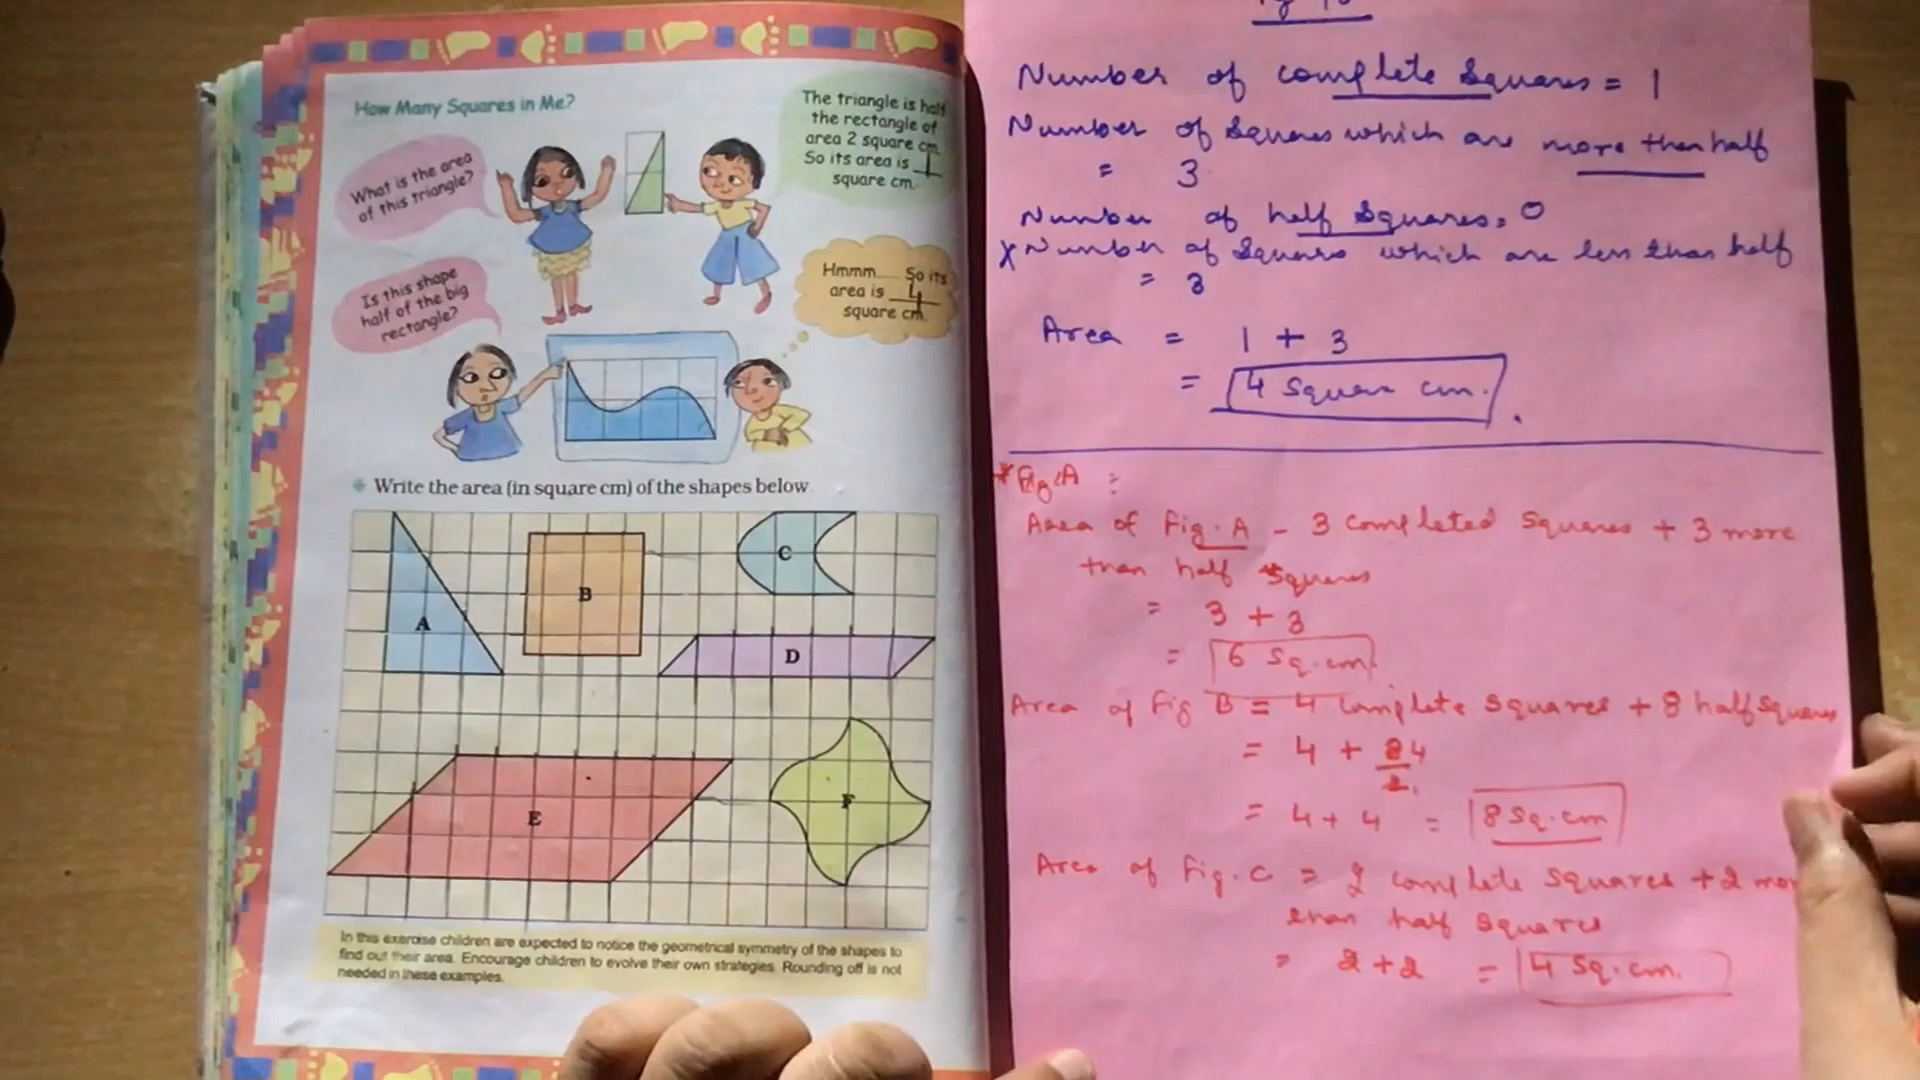 How Many Squares in Me?
What is the area
of this triangle?
The triangle is half
the rectangle of
area 2 square cm.
So its area is 1
square cm.
Is this shape
half of the big
rectangle?
Hmmm... So its
area is 4
square cm.
Write the area (in square cm) of the shapes below.
A
B
C
D
E
F
In this exercise children are expected to notice the geometrical symmetry of the shapes to
find out their area. Encourage children to evolve their own strategies. Rounding off is not
needed in these examples.
Number of complete Squares = 1
Number of Squares which are more than half
= 3
Number of half Squares = 0
Number of Squares which are less than half
= 3
Area = 1 + 3
= 4 Square cm.
Fig. A :
Area of Fig. A - 3 completed squares + 3 more
than half squares
= 3 + 3
= 6 Sq. cm.
Area of Fig B = 4 complete squares + 8 half squares
= 4 + 8 4
2
= 4 + 4 = 8 Sq. cm
Area of Fig. C = 2 complete squares + 2 mor
than half squares
= 2 + 2 = 4 Sq. cm.